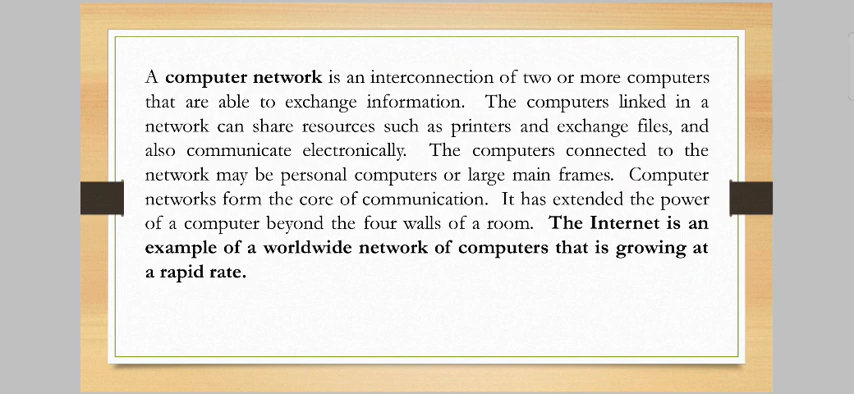 A computer network is an interconnection of two or more computers
that are able to exchange information. The computers linked in a
network can share resources such as printers and exchange files, and
also communicate electronically. The computers connected to the
network may be personal computers or large main frames. Computer
networks form the core of communication. It has extended the power
of a computer beyond the four walls of a room. The Internet is an
example of a worldwide network of computers that is growing at
a rapid rate.